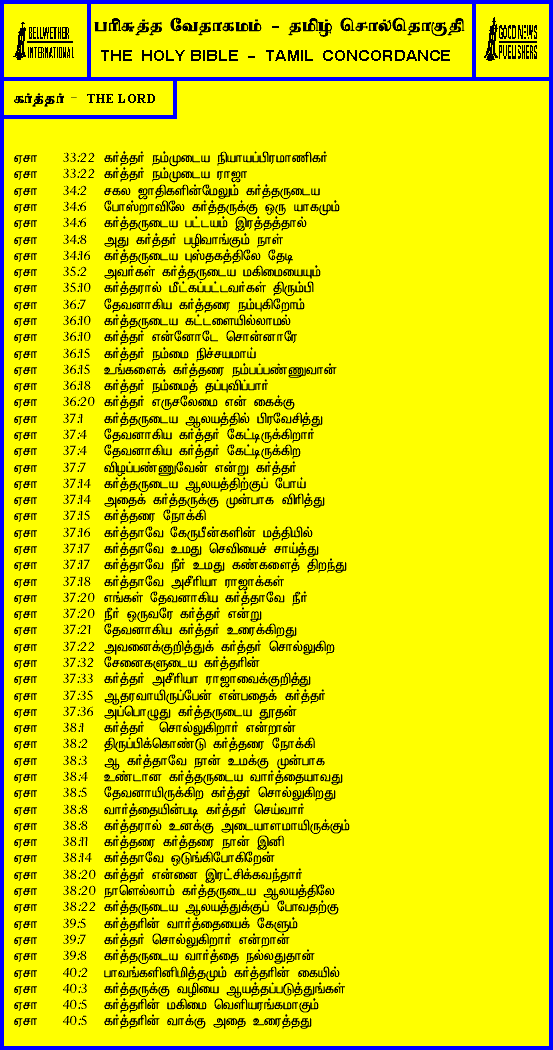 BELLWETHER INTERNATIONAL
பரிசுத்த வேதாகமம் - தமிழ் சொல்தொகுதி
THE HOLY BIBLE - TAMIL CONCORDANCE
GOOD NEWS PUBLISHERS
கர்த்தர் - THE LORD
ஏசா 33:22 கர்த்தர் நம்முடைய நியாயப்பிரமாணிகர்
ஏசா 33:22 கர்த்தர் நம்முடைய ராஜா
ஏசா 34:2 சகல ஜாதிகளின்மேலும் கர்த்தருடைய
ஏசா 34:6 போஸ்றாவிலே கர்த்தருக்கு ஒரு யாகமும்
ஏசா 34:6 கர்த்தருடைய பட்டயம் இரத்தத்தால்
ஏசா 34:8 அது கர்த்தர் பழிவாங்கும் நாள்
ஏசா 34:16 கர்த்தருடைய புஸ்தகத்திலே தேடி
ஏசா 35:2 அவர்கள் கர்த்தருடைய மகிமையையும்
ஏசா 35:10 கர்த்தரால் மீட்கப்பட்டவர்கள் திரும்பி
ஏசா 36:7 தேவனாகிய கர்த்தரை நம்புகிறோம்
ஏசா 36:10 கர்த்தருடைய கட்டளையில்லாமல்
ஏசா 36:10 கர்த்தர் என்னோடே சொன்னாரே
ஏசா 36:15 கர்த்தர் நம்மை நிச்சயமாய்
ஏசா 36:15 உங்களைக் கர்த்தரை நம்பப்பண்ணுவான்
ஏசா 36:18 கர்த்தர் நம்மைத் தப்புவிப்பார்
ஏசா 36:20 கர்த்தர் எருசலேமை என் கைக்கு
ஏசா 37:1 கர்த்தருடைய ஆலயத்தில் பிரவேசித்து
ஏசா 37:4 தேவனாகிய கர்த்தர் கேட்டிருக்கிறார்
ஏசா 37:4 தேவனாகிய கர்த்தர் கேட்டிருக்கிற
ஏசா 37:7 விழப்பண்ணுவேன் என்று கர்த்தர்
ஏசா 37:14 கர்த்தருடைய ஆலயத்திற்குப் போய்
ஏசா 37:14 அதைக் கர்த்தருக்கு முன்பாக விரித்து
ஏசா 37:15 கர்த்தரை நோக்கி
ஏசா 37:16 கர்த்தாவே கேருபீன்களின் மத்தியில்
ஏசா 37:17 கர்த்தாவே உமது செவியைச் சாய்த்து
ஏசா 37:17 கர்த்தாவே நீர் உமது கண்களைத் திறந்து
ஏசா 37:18 கர்த்தாவே அசீரியா ராஜாக்கள்
ஏசா 37:20 எங்கள் தேவனாகிய கர்த்தாவே நீர்
ஏசா 37:20 நீர் ஒருவரே கர்த்தர் என்று
ஏசா 37:21 தேவனாகிய கர்த்தர் உரைக்கிறது
ஏசா 37:22 அவனைக்குறித்துக் கர்த்தர் சொல்லுகிற
ஏசா 37:32 சேனைகளுடைய கர்த்தரின்
ஏசா 37:33 கர்த்தர் அசீரியா ராஜாவைக்குறித்து
ஏசா 37:35 ஆதரவாயிருப்பேன் என்பதைக் கர்த்தர்
ஏசா 37:36 அப்பொழுது கர்த்தருடைய தூதன்
ஏசா 38:1 கர்த்தர் சொல்லுகிறார் என்றான்
ஏசா 38:2 திருப்பிக்கொண்டு கர்த்தரை நோக்கி
ஏசா 38:3 ஆ கர்த்தாவே நான் உமக்கு முன்பாக
ஏசா 38:4 உண்டான கர்த்தருடைய வார்த்தையாவது
ஏசா 38:5 தேவனாயிருக்கிற கர்த்தர் சொல்லுகிறது
ஏசா 38:8 வார்த்தையின்படி கர்த்தர் செய்வார்
ஏசா 38:8 கர்த்தரால் உனக்கு அடையாளமாயிருக்கும்
ஏசா 38:11 கர்த்தரை கர்த்தரை நான் இனி
ஏசா 38:14 கர்த்தாவே ஒடுங்கிபோகிறேன்
ஏசா 38:20 கர்த்தர் என்னை இரட்சிக்கவந்தார்
ஏசா 38:20 நாளெல்லாம் கர்த்தருடைய ஆலயத்திலே
ஏசா 38:22 கர்த்தருடைய ஆலயத்துக்குப் போவதற்கு
ஏசா 39:5 கர்த்தரின் வார்த்தையைக் கேளும்
ஏசா 39:7 கர்த்தர் சொல்லுகிறார் என்றான்
ஏசா 39:8 கர்த்தருடைய வார்த்தை நல்லதுதான்
ஏசா 40:2 பாவங்களினிமித்தமும் கர்த்தரின் கையில்
ஏசா 40:3 கர்த்தருக்கு வழியை ஆயத்தப்படுத்துங்கள்
ஏசா 40:5 கர்த்தரின் மகிமை வெளியரங்கமாகும்
ஏசா 40:5 கர்த்தரின் வாக்கு அதை உரைத்தது